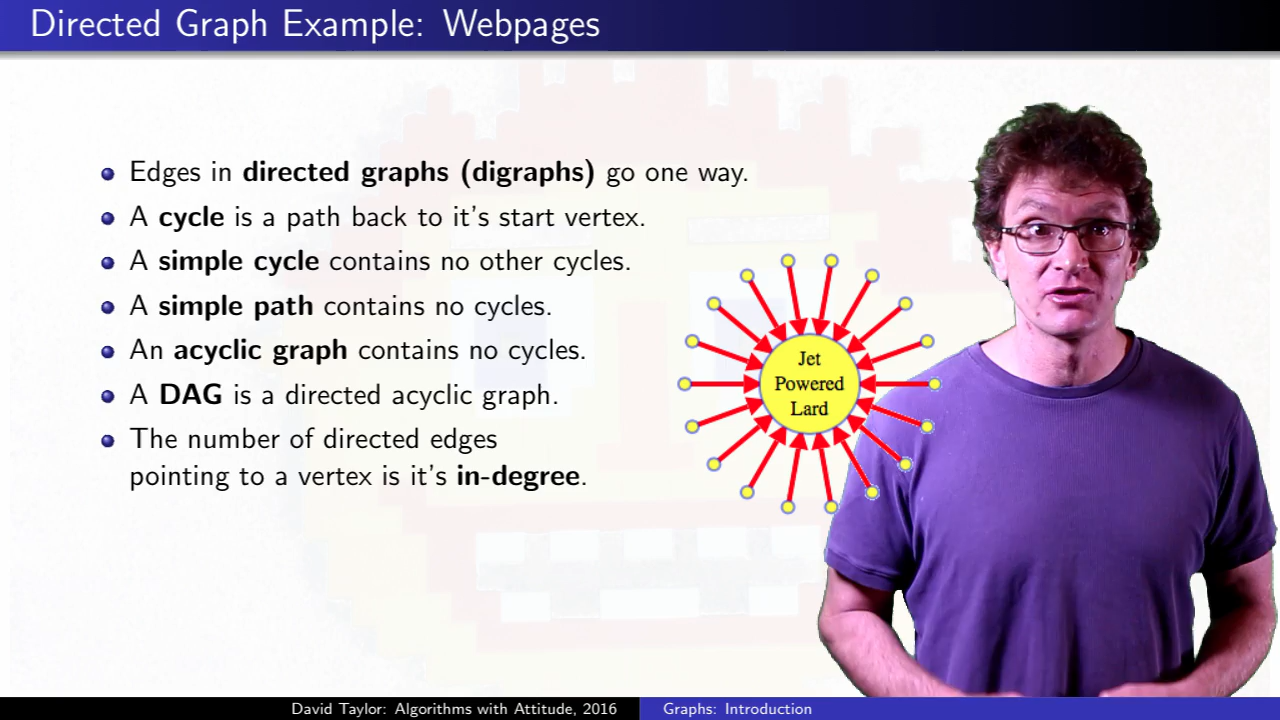 Directed Graph Example: Webpages
Edges in directed graphs (digraphs) go one way.
A cycle is a path back to it's start vertex.
A simple cycle contains no other cycles.
A simple path contains no cycles.
An acyclic graph contains no cycles.
A DAG is a directed acyclic graph.
The number of directed edges
pointing to a vertex is it's in-degree.
Jet
Powered
Lard
David Taylor: Algorithms with Attitude, 2016
Graphs: Introduction